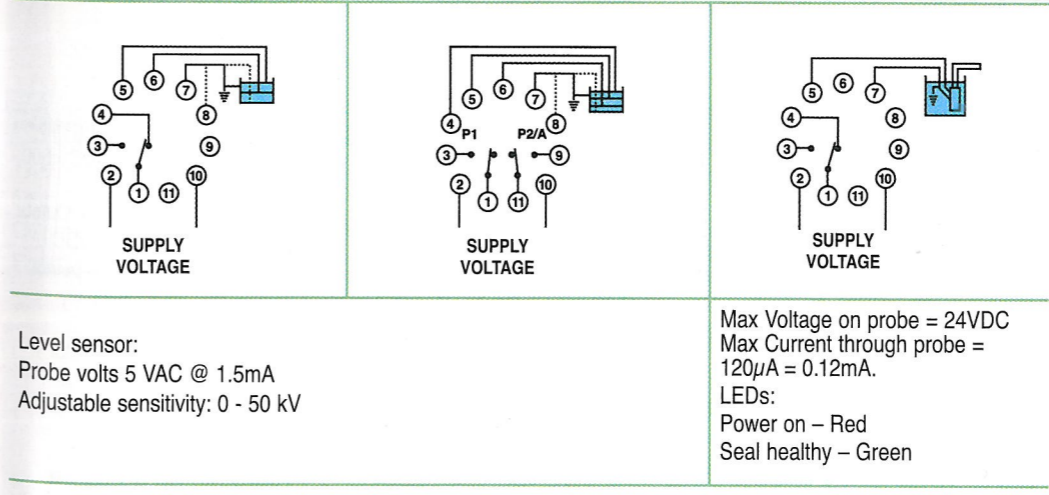 5
6
7
4
8
3
9
2
10
1
11
SUPPLY
VOLTAGE
5
6
7
4
8
P1
P2/A
3
9
2
10
1
11
SUPPLY
VOLTAGE
5
6
7
4
8
3
9
2
10
1
11
SUPPLY
VOLTAGE
Level sensor:
Probe volts 5 VAC @ 1.5mA
Adjustable sensitivity: 0 - 50 kV
Max Voltage on probe = 24VDC
Max Current through probe =
120µA = 0.12mA.
LEDs:
Power on – Red
Seal healthy – Green